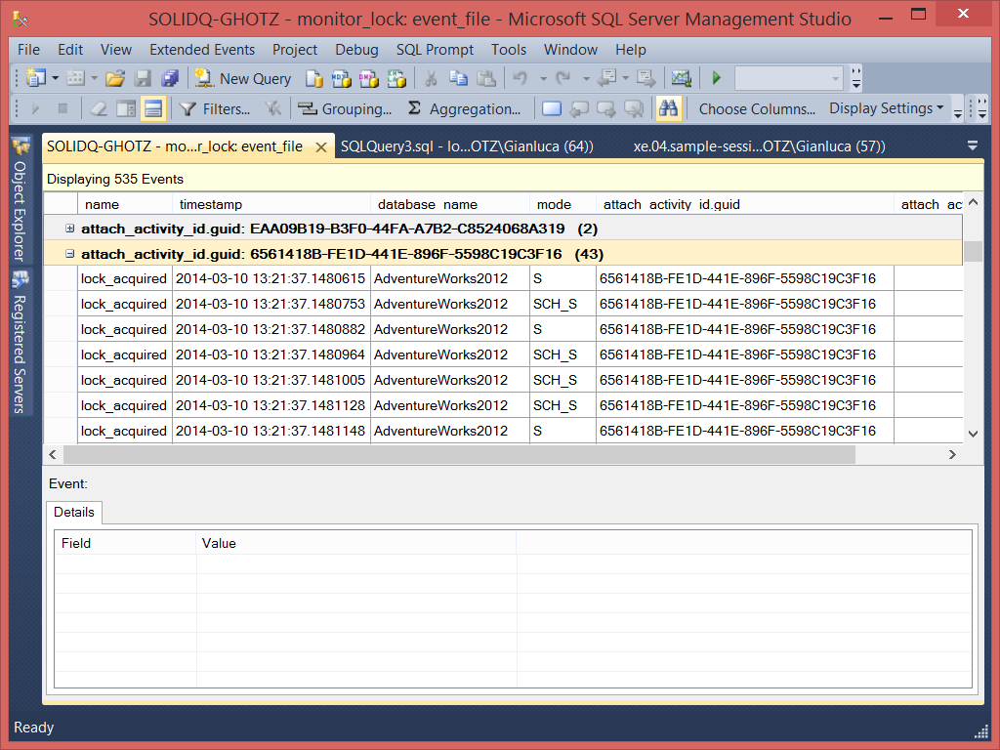 SOLIDQ-GHOTZ - monitor_lock: event_file - Microsoft SQL Server Management Studio
File Edit View Extended Events Project Debug SQL Prompt Tools Window Help
New Query
Filters... Grouping... Σ Aggregation... Choose Columns... Display Settings
SOLIDQ-GHOTZ - mo...r_lock: event_file SQLQuery3.sql - lo...OTZ\Gianluca (64)) xe.04.sample-sessi...OTZ\Gianluca (57))
Object Explorer
Registered Servers
Displaying 535 Events
name timestamp database_name mode attach_activity_id.guid attach_ac
attach_activity_id.guid: EAA09B19-B3F0-44FA-A7B2-C8524068A319 (2)
attach_activity_id.guid: 6561418B-FE1D-441E-896F-5598C19C3F16 (43)
lock_acquired 2014-03-10 13:21:37.1480615 AdventureWorks2012 S 6561418B-FE1D-441E-896F-5598C19C3F16
lock_acquired 2014-03-10 13:21:37.1480753 AdventureWorks2012 SCH_S 6561418B-FE1D-441E-896F-5598C19C3F16
lock_acquired 2014-03-10 13:21:37.1480882 AdventureWorks2012 S 6561418B-FE1D-441E-896F-5598C19C3F16
lock_acquired 2014-03-10 13:21:37.1480964 AdventureWorks2012 SCH_S 6561418B-FE1D-441E-896F-5598C19C3F16
lock_acquired 2014-03-10 13:21:37.1481005 AdventureWorks2012 SCH_S 6561418B-FE1D-441E-896F-5598C19C3F16
lock_acquired 2014-03-10 13:21:37.1481128 AdventureWorks2012 SCH_S 6561418B-FE1D-441E-896F-5598C19C3F16
lock_acquired 2014-03-10 13:21:37.1481148 AdventureWorks2012 S 6561418B-FE1D-441E-896F-5598C19C3F16
Event:
Details
Field Value
Ready